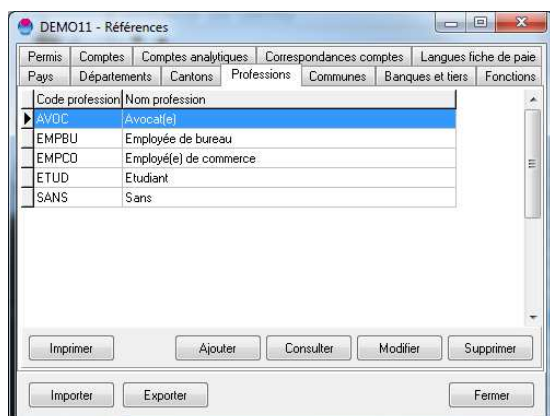 DEMO11 - Références
Permis Comptes Comptes analytiques Correspondances comptes Langues fiche de paie
Pays Départements Cantons Professions Communes Banques et tiers Fonctions
Code profession Nom profession
AVOC Avocat(e)
EMPBU Employée de bureau
EMPCO Employé(e) de commerce
ETUD Etudiant
SANS Sans
Imprimer Ajouter Consulter Modifier Supprimer
Importer Exporter Fermer